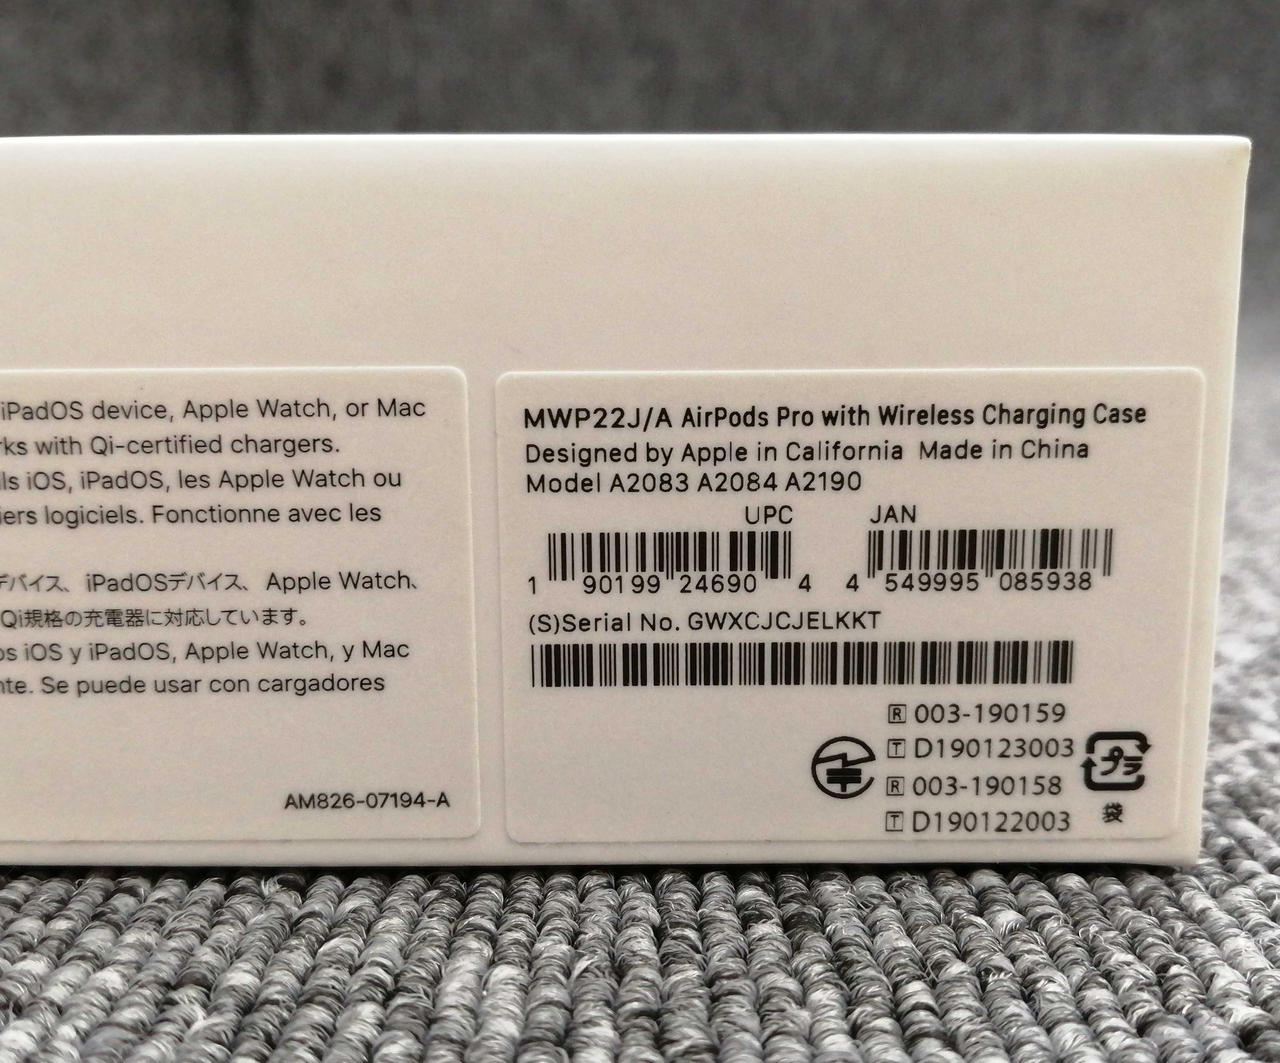 iPadOS device, Apple Watch, or Mac
rks with Qi-certified chargers.
ls iOS, iPadOS, les Apple Watch ou
iers logiciels. Fonctionne avec les
デバイス、iPadOSデバイス、Apple Watch、
Qi規格の充電器に対応しています。
os iOS y iPadOS, Apple Watch, y Mac
nte. Se puede usar con cargadores
AM826-07194-A
MWP22J/A AirPods Pro with Wireless Charging Case
Designed by Apple in California Made in China
Model A2083 A2084 A2190
UPC JAN
1 90199 24690 4 4 549995 085938
(S)Serial No. GWXCJCJELKKT
R 003-190159
T D190123003
R 003-190158
T D190122003
プラ
袋